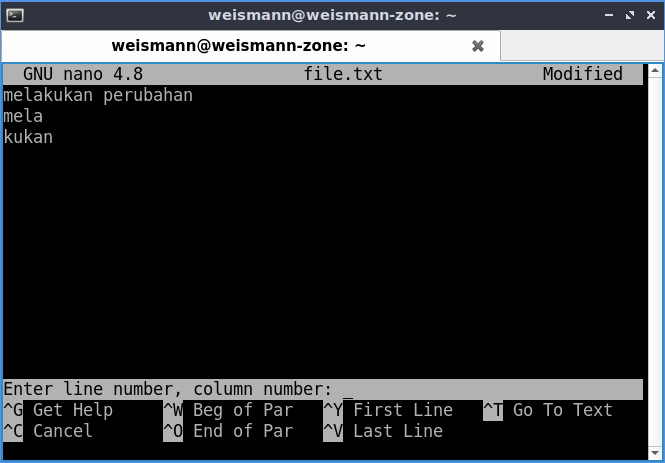 weismann@weismann-zone: ~
weismann@weismann-zone: ~
GNU nano 4.8 file.txt Modified
melakukan perubahan
mela
kukan
Enter line number, column number: _
^G Get Help ^W Beg of Par ^Y First Line ^T Go To Text
^C Cancel ^O End of Par ^V Last Line